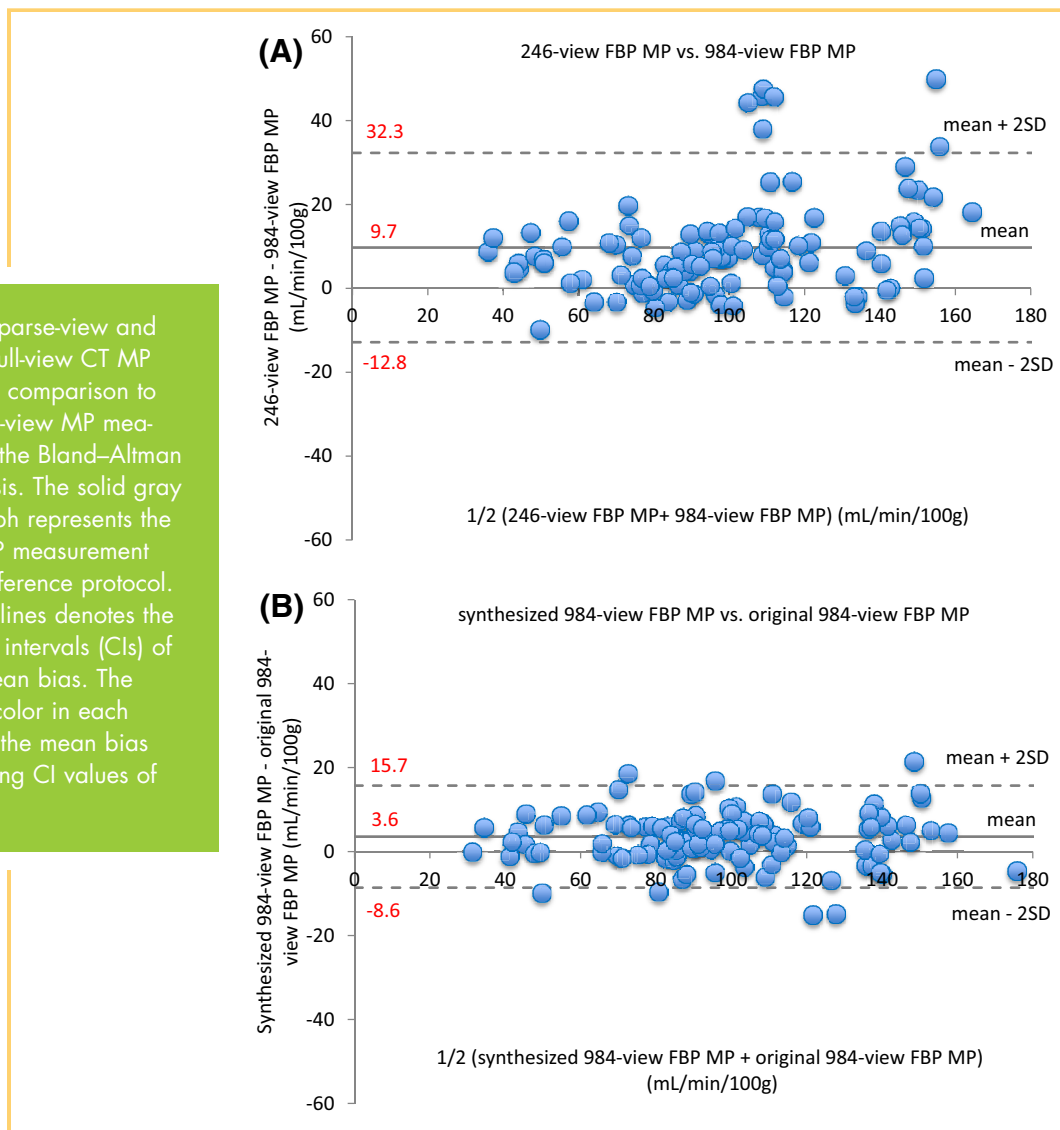 parse-view and
ull-view CT MP
comparison to
-view MP mea-
the Bland–Altman
sis. The solid gray
ph represents the
P measurement
ference protocol.
lines denotes the
intervals (CIs) of
ean bias. The
color in each
the mean bias
ng CI values of
(A)
246-view FBP MP vs. 984-view FBP MP
246-view FBP MP - 984-view FBP MP
(mL/min/100g)
60
40
20
0
-20
-40
-60
32.3
9.7
-12.8
mean + 2SD
mean
mean - 2SD
0 20 40 60 80 100 120 140 160 180
1/2 (246-view FBP MP+ 984-view FBP MP) (mL/min/100g)
(B)
synthesized 984-view FBP MP vs. original 984-view FBP MP
Synthesized 984-view FBP MP - original 984-
view FBP MP (mL/min/100g)
60
40
20
0
-20
-40
-60
15.7
3.6
-8.6
mean + 2SD
mean
mean - 2SD
0 20 40 60 80 100 120 140 160 180
1/2 (synthesized 984-view FBP MP + original 984-view FBP MP)
(mL/min/100g)